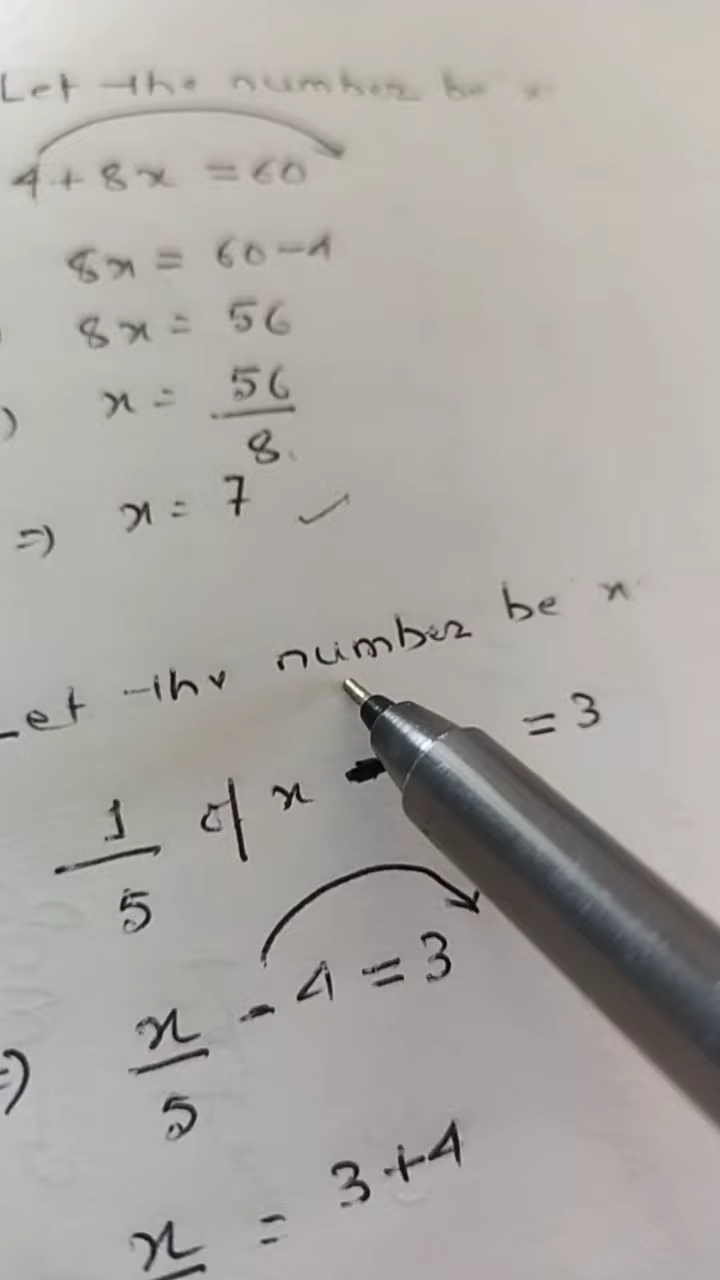 Let the number be x
4 + 8x = 60
8x = 60 - 4
8x = 56
x = 56/8
=) x = 7 ✓
Let the number be x
1/5 of x - = 3
=) x/5 - 4 = 3
x = 3 + 4